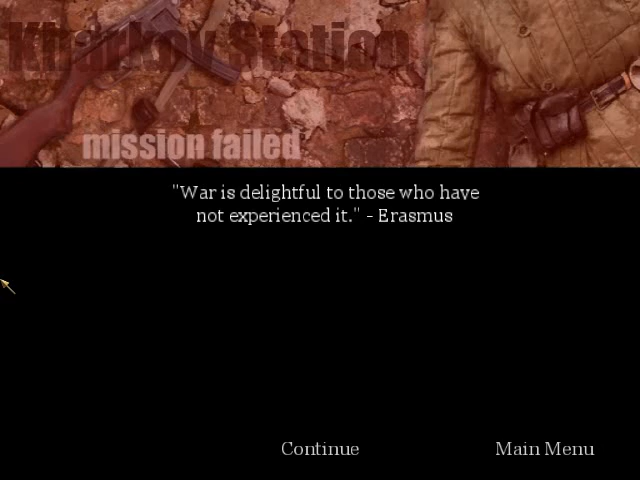 Kharkov Station
mission failed
"War is delightful to those who have
not experienced it." - Erasmus
Continue
Main Menu